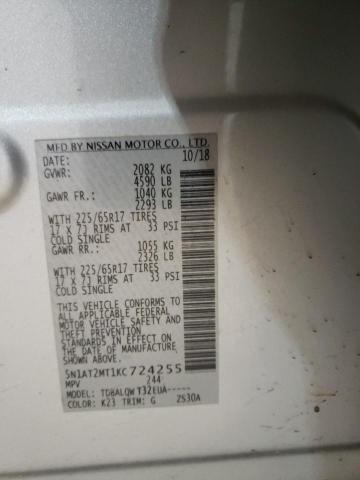 MFD BY NISSAN MOTOR CO., LTD.
DATE: 10/18
GVWR: 2082 KG
4590 LB
GAWR FR.: 1040 KG
2293 LB
WITH 225/65R17 TIRES
17 X 7J RIMS AT 33 PSI
COLD SINGLE
GAWR RR.: 1055 KG
2326 LB
WITH 225/65R17 TIRES
17 X 7J RIMS AT 33 PSI
COLD SINGLE
THIS VEHICLE CONFORMS TO
ALL APPLICABLE FEDERAL
MOTOR VEHICLE SAFETY AND
THEFT PREVENTION
STANDARDS IN EFFECT ON
THE DATE OF MANUFACTURE
5N1AT2MT1KC724255
MPV 244
MODEL: TDBALQW T32EUA-----
COLOR: K23 TRIM: G ZS30A